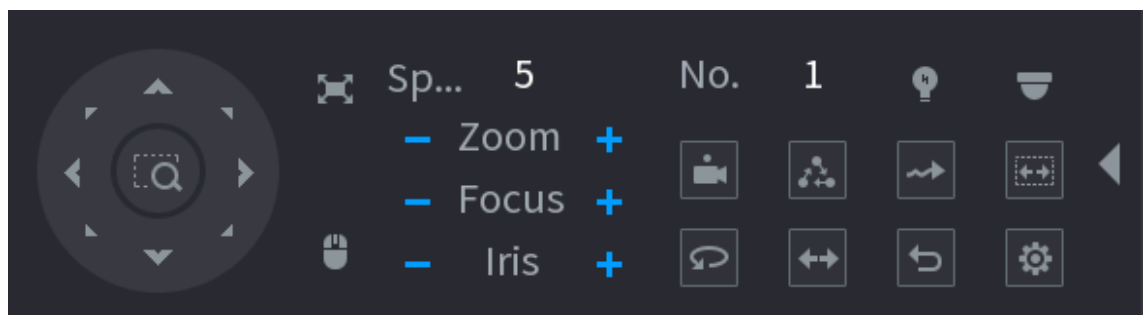 Sp... 5 No. 1
− Zoom +
− Focus +
− Iris +